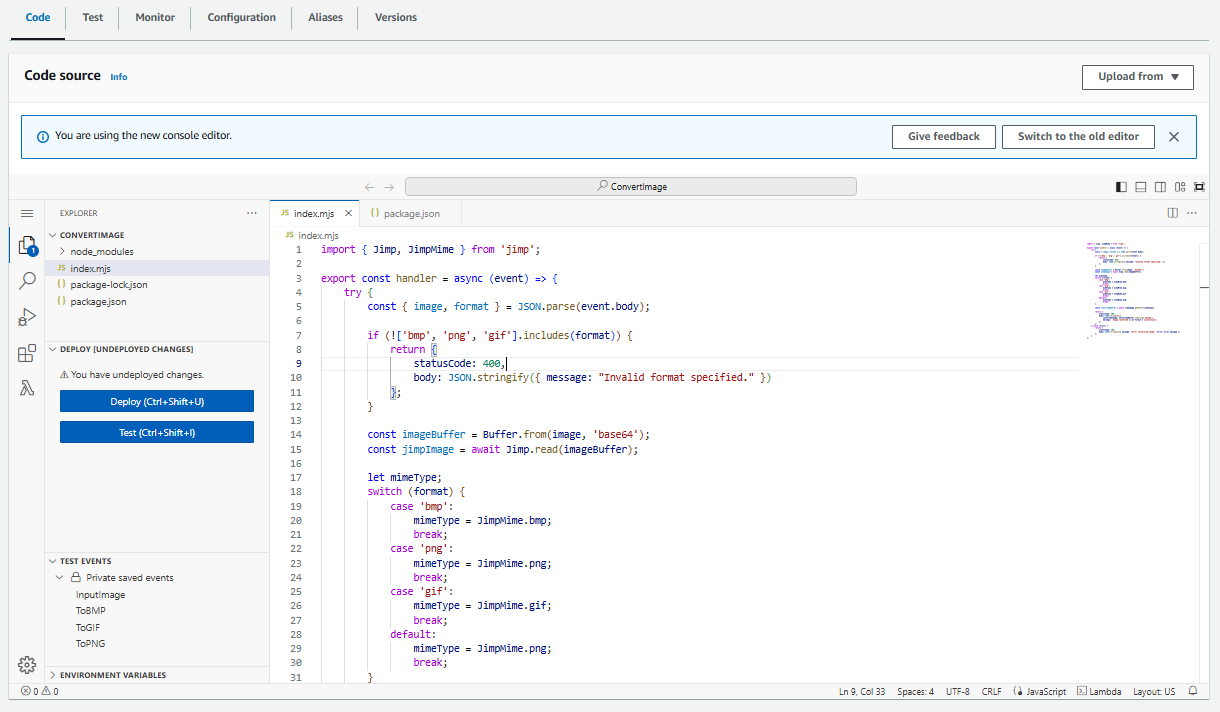 Code Test Monitor Configuration Aliases Versions
Code source Info
Upload from
You are using the new console editor.
Give feedback
Switch to the old editor
ConvertImage
EXPLORER
CONVERTIMAGE
node_modules
JS index.mjs
{} package-lock.json
{} package.json
1
DEPLOY [UNDEPLOYED CHANGES]
You have undeployed changes.
Deploy (Ctrl+Shift+U)
Test (Ctrl+Shift+I)
TEST EVENTS
Private saved events
InputImage
ToBMP
ToGIF
ToPNG
ENVIRONMENT VARIABLES
JS index.mjs
{} package.json
JS index.mjs
1 import { Jimp, JimpMime } from 'jimp';
2
3 export const handler = async (event) => {
4 try {
5 const { image, format } = JSON.parse(event.body);
6
7 if (!['bmp', 'png', 'gif'].includes(format)) {
8 return {
9 statusCode: 400,
10 body: JSON.stringify({ message: "Invalid format specified." })
11 };
12 }
13
14 const imageBuffer = Buffer.from(image, 'base64');
15 const jimpImage = await Jimp.read(imageBuffer);
16
17 let mimeType;
18 switch (format) {
19 case 'bmp':
20 mimeType = JimpMime.bmp;
21 break;
22 case 'png':
23 mimeType = JimpMime.png;
24 break;
25 case 'gif':
26 mimeType = JimpMime.gif;
27 break;
28 default:
29 mimeType = JimpMime.png;
30 break;
31 }
0 0
Ln 9, Col 33 Spaces: 4 UTF-8 CRLF {} JavaScript Lambda Layout: US